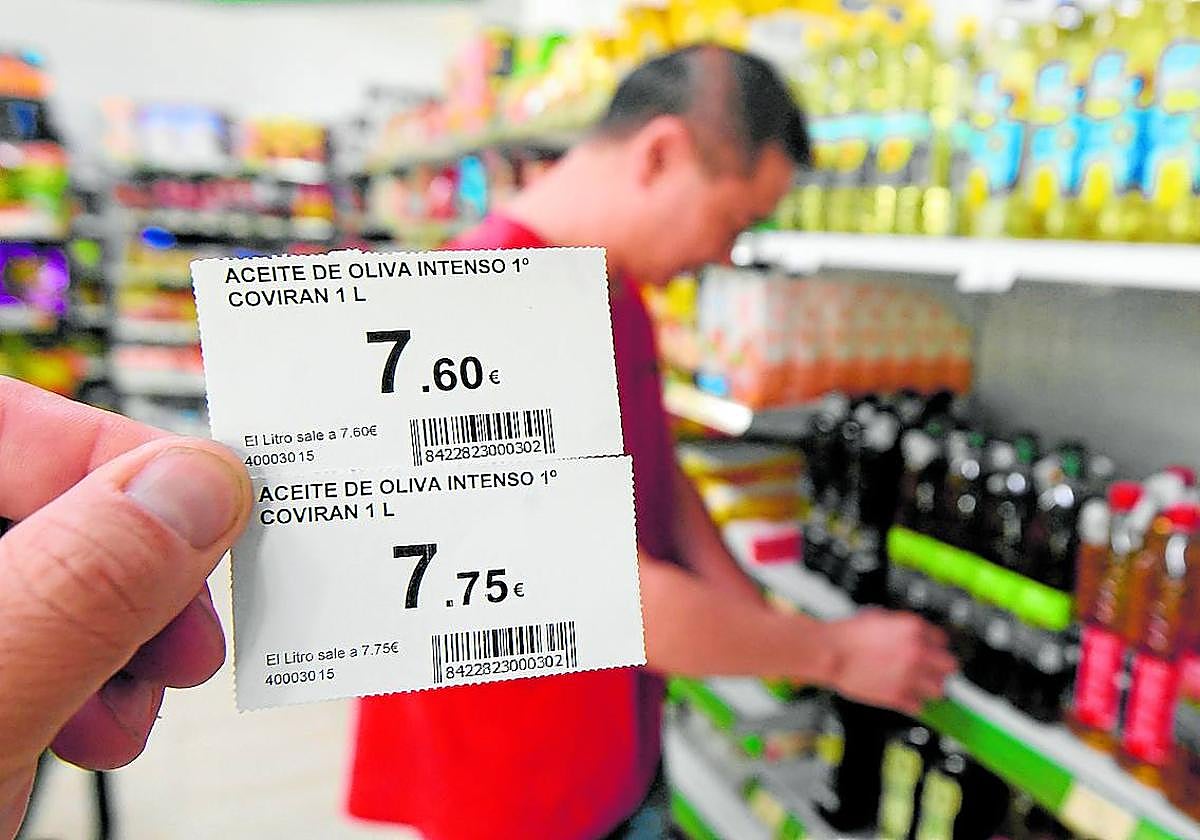 ACEITE DE OLIVA INTENSO 1º
COVIRAN 1 L
7.60€
El Litro sale a 7.60€
40003015
8422823000302
ACEITE DE OLIVA INTENSO 1º
COVIRAN 1 L
7.75€
El Litro sale a 7.75€
40003015
8422823000302